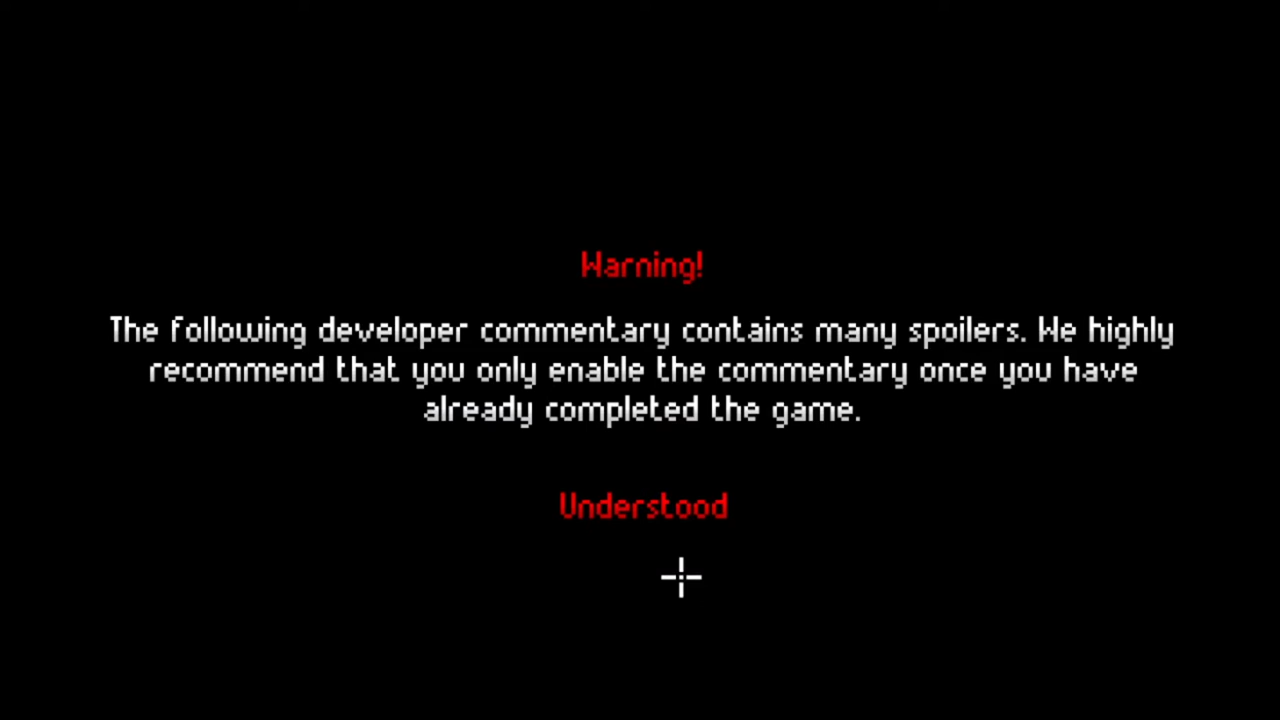 Warning!
The following developer commentary contains many spoilers. We highly
recommend that you only enable the commentary once you have
already completed the game.
Understood